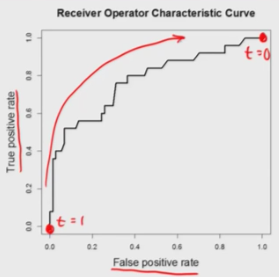 Receiver Operator Characteristic Curve
True positive rate
1.0
0.8
0.6
0.4
0.2
0.0
t=0
t=1
0.0 0.2 0.4 0.6 0.8 1.0
False positive rate